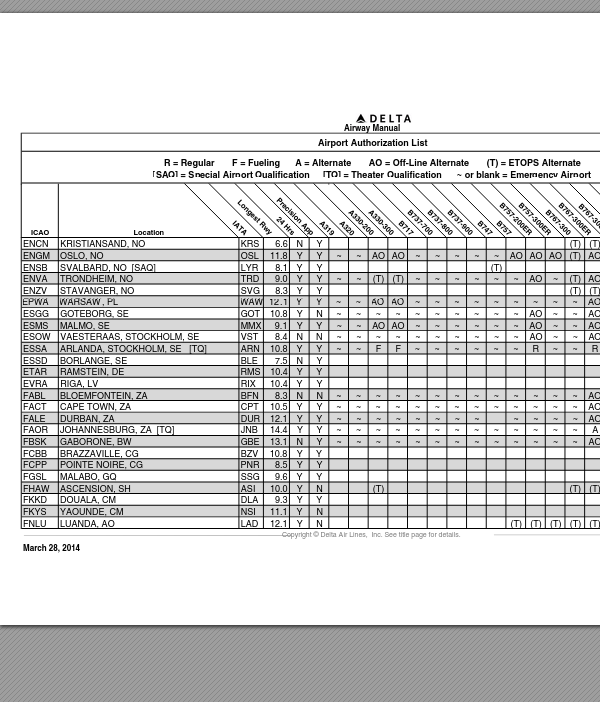 DELTA
Airway Manual
Airport Authorization List
R = Regular F = Fueling A = Alternate AO = Off-Line Alternate (T) = ETOPS Alternate
[SAQ] = Special Airport Qualification [TQ] = Theater Qualification ~ or blank = Emergency Airport
ICAO Location IATA Longest Rwy Precision App 24 Hrs A319 A320 A330-200 A330-300 B717 B737-700 B737-800 B737-900 B747 B757 B757-200ER B757-300ER B767-300 B767-300ER
ENCN KRISTIANSAND, NO KRS 6.6 N Y (T) (T)
ENGM OSLO, NO OSL 11.8 Y Y ~ ~ AO AO ~ ~ ~ ~ ~ AO AO AO (T) AO
ENSB SVALBARD, NO [SAQ] LYR 8.1 Y Y (T)
ENVA TRONDHEIM, NO TRD 9.0 Y Y ~ ~ (T) (T) ~ ~ ~ ~ ~ ~ AO ~ (T) AO
ENZV STAVANGER, NO SVG 8.3 Y Y (T) (T)
EPWA WARSAW, PL WAW 12.1 Y Y ~ ~ AO AO ~ ~ ~ ~ ~ ~ ~ ~ ~ AO
ESGG GOTEBORG, SE GOT 10.8 Y N ~ ~ ~ ~ ~ ~ ~ ~ ~ ~ AO ~ ~ AO
ESMS MALMO, SE MMX 9.1 Y Y ~ ~ AO AO ~ ~ ~ ~ ~ ~ AO ~ ~ AO
ESOW VAESTERAAS, STOCKHOLM, SE VST 8.4 N N ~ ~ ~ ~ ~ ~ ~ ~ ~ ~ AO ~ ~ AO
ESSA ARLANDA, STOCKHOLM, SE [TQ] ARN 10.8 Y Y ~ ~ F F ~ ~ ~ ~ ~ ~ R ~ ~ R
ESSD BORLANGE, SE BLE 7.5 N Y
ETAR RAMSTEIN, DE RMS 10.4 Y Y
EVRA RIGA, LV RIX 10.4 Y Y
FABL BLOEMFONTEIN, ZA BFN 8.3 Y N ~ ~ ~ ~ ~ ~ ~ ~ ~ ~ ~ ~ ~ AO
FACT CAPE TOWN, ZA CPT 10.5 Y Y ~ ~ ~ ~ ~ ~ ~ ~ ~ ~ ~ ~ ~ AO
FALE DURBAN, ZA DUR 12.1 Y Y ~ ~ ~ ~ ~ ~ ~ ~ ~ ~ ~ ~ ~ AO
FAOR JOHANNESBURG, ZA [TQ] JNB 14.4 Y Y ~ ~ ~ ~ ~ ~ ~ ~ ~ ~ ~ ~ ~ A
FBSK GABORONE, BW GBE 13.1 N Y ~ ~ ~ ~ ~ ~ ~ ~ ~ ~ ~ ~ ~ AO
FCBB BRAZZAVILLE, CG BZV 10.8 Y Y
FCPP POINTE NOIRE, CG PNR 8.5 Y Y
FGSL MALABO, GQ SSG 9.6 Y Y
FHAW ASCENSION, SH ASI 10.0 Y N (T) (T) (T)
FKKD DOUALA, CM DLA 9.3 Y Y
FKYS YAOUNDE, CM NSI 11.1 Y Y
FNLU LUANDA, AO LAD 12.1 Y N (T) (T) (T) (T) (T)
Copyright © Delta Air Lines, Inc. See title page for details.
March 28, 2014